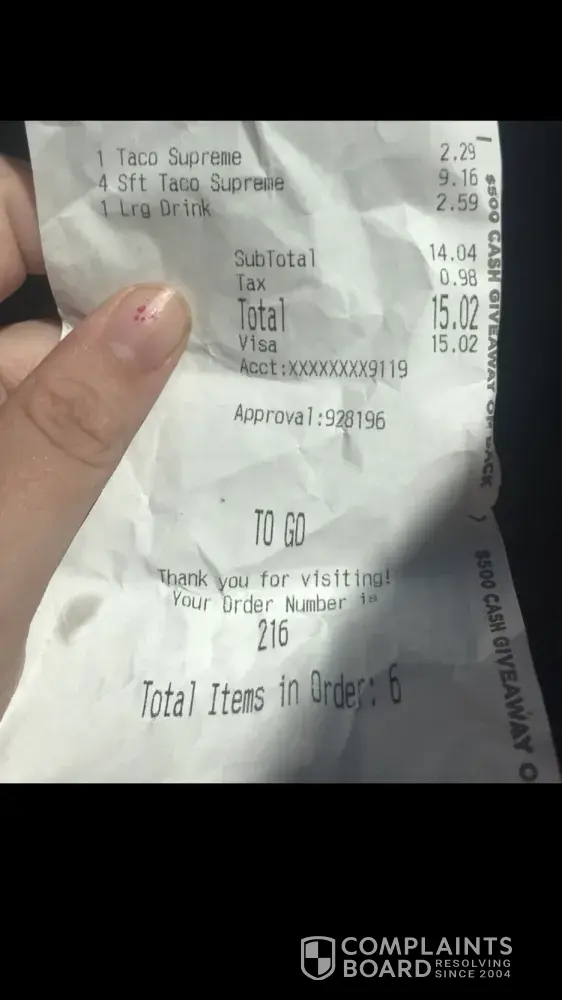 1 Taco Supreme 2.29
4 Sft Taco Supreme 9.16
1 Lrg Drink 2.59
SubTotal 14.04
Tax 0.98
Total 15.02
Visa 15.02
Acct:XXXXXXXX9119
Approval:928196
TO GO
Thank you for visiting!
Your Order Number is
216
Total Items in Order: 6
$500 CASH GIVEAWAY ON BACK
$500 CASH GIVEAWAY O
COMPLAINTS
BOARD RESOLVING
SINCE 2004